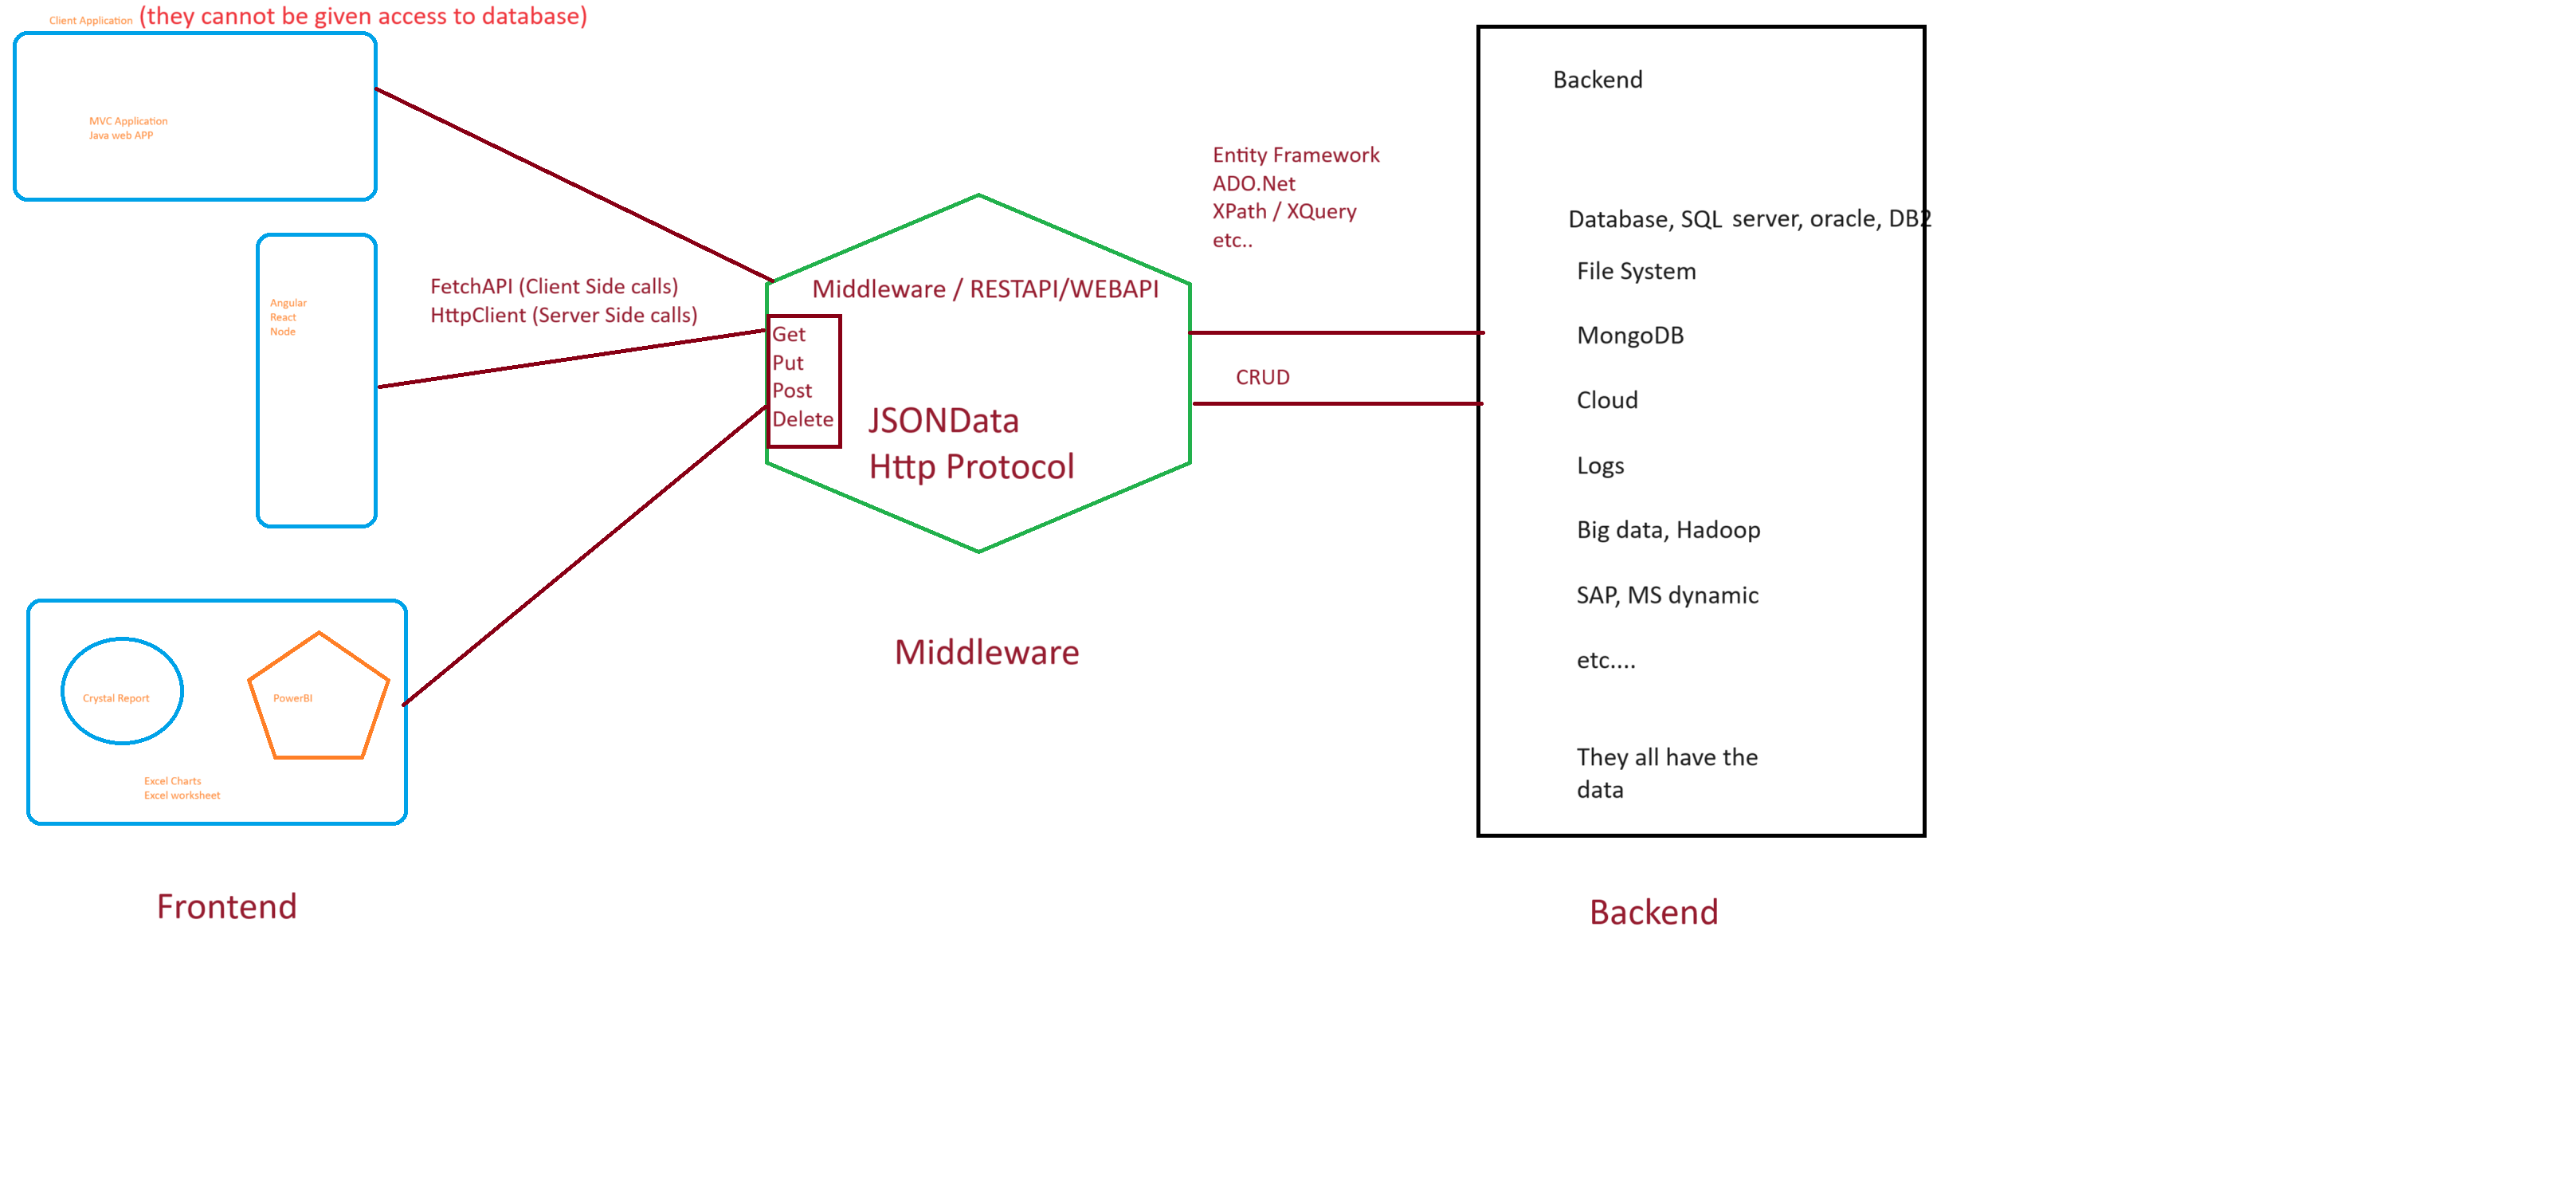 Client Application (they cannot be given access to database)
MVC Application
Java web APP
Angular
React
Node
FetchAPI (Client Side calls)
HttpClient (Server Side calls)
Crystal Report
PowerBI
Excel Charts
Excel worksheet
Frontend
Middleware / RESTAPI/WEBAPI
Get
Put
Post
Delete
JSONData
Http Protocol
Middleware
Entity Framework
ADO.Net
XPath / XQuery
etc..
CRUD
Backend
Database, SQL server, oracle, DB2
File System
MongoDB
Cloud
Logs
Big data, Hadoop
SAP, MS dynamic
etc....
They all have the
data
Backend